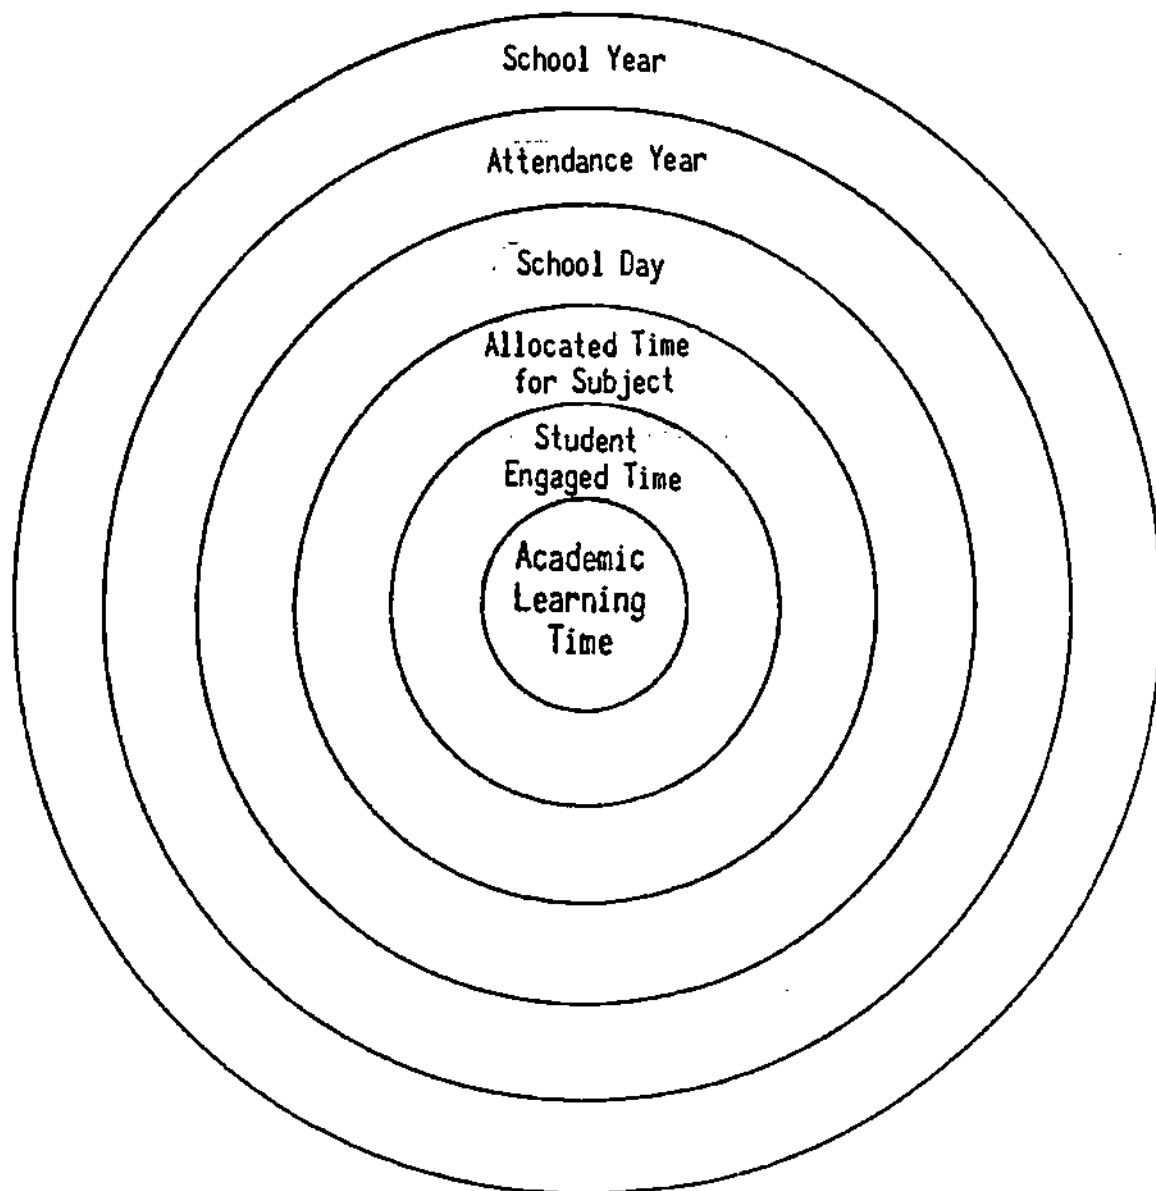 School Year
Attendance Year
School Day
Allocated Time
for Subject
Student
Engaged Time
Academic
Learning
Time